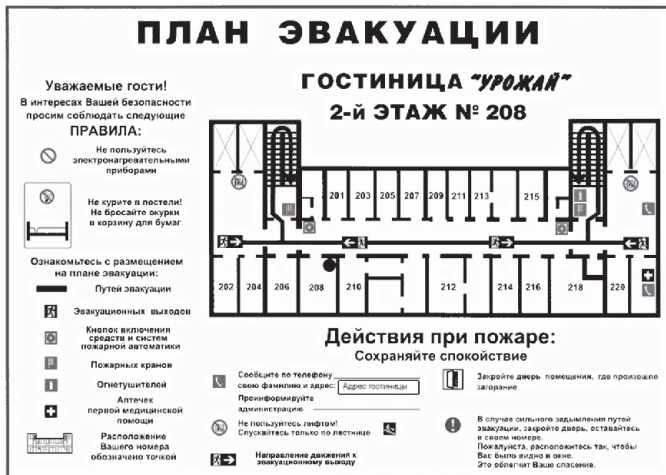 ПЛАН ЭВАКУАЦИИ
ГОСТИНИЦА "УРОЖАЙ"
2-й ЭТАЖ № 208
Уважаемые гости!
В интересах Вашей безопасности
просим соблюдать следующие
ПРАВИЛА:
Не пользуйтесь
электронагревательными
приборами
Не курите в постели!
Не бросайте окурки
в корзину для бумаг
Ознакомьтесь с размещением
на плане эвакуации:
Путей эвакуации
Эвакуационных выходов
Кнопок включения
средств и систем
пожарной автоматики
Пожарных кранов
Огнетушителей
Аптечек
первой медицинской
помощи
Расположение
Вашего номера
обозначено точкой
201 203 205 207 209 211 213 215
202 204 206 208 210 212 214 216 218 220
Действия при пожаре:
Сохраняйте спокойствие
Сообщите по телефону
свою фамилию и адрес: Адрес гостиницы
Проинформируйте
администрацию
Не пользуйтесь лифтом!
Спускайтесь только по лестнице
Направление движения к
эвакуационному выходу
Закройте дверь помещения, где произошло
загорание
В случае сильного задымления путей
эвакуации, закройте дверь, оставайтесь
в своем номере.
Пожалуйста, расположитесь так, чтобы
Вас было видно в окне.
Это облегчит Ваше спасение.